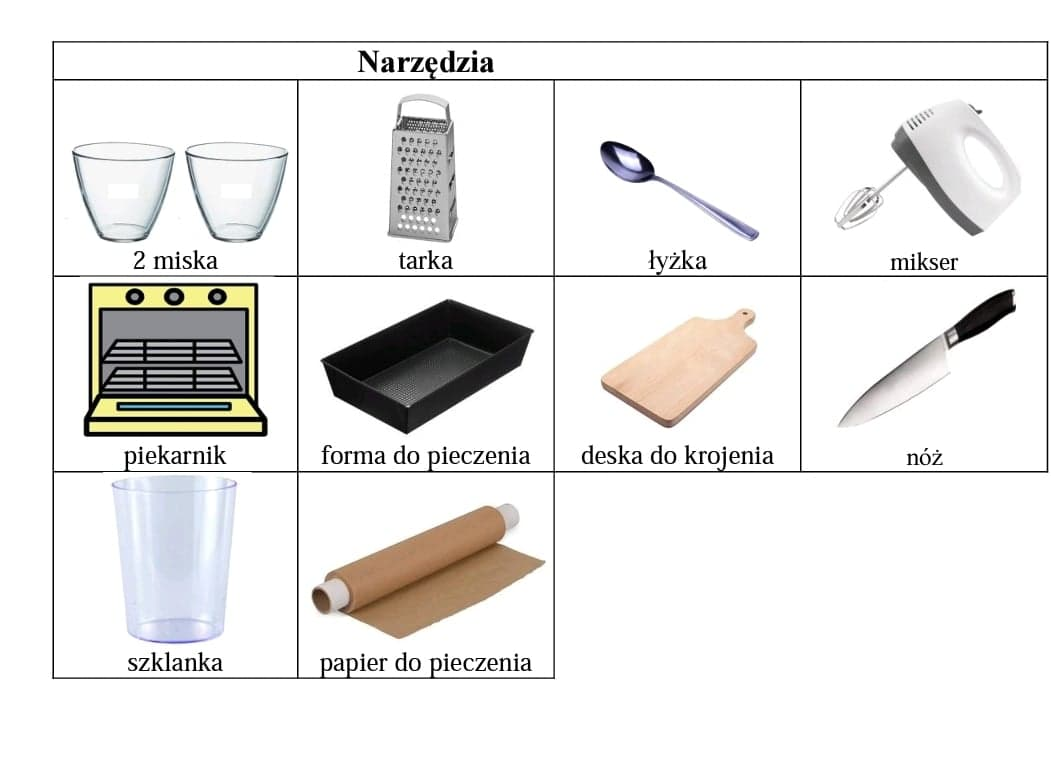 Narzędzia
2 miska
tarka
łyżka
mikser
piekarnik
forma do pieczenia
deska do krojenia
nóż
szklanka
papier do pieczenia